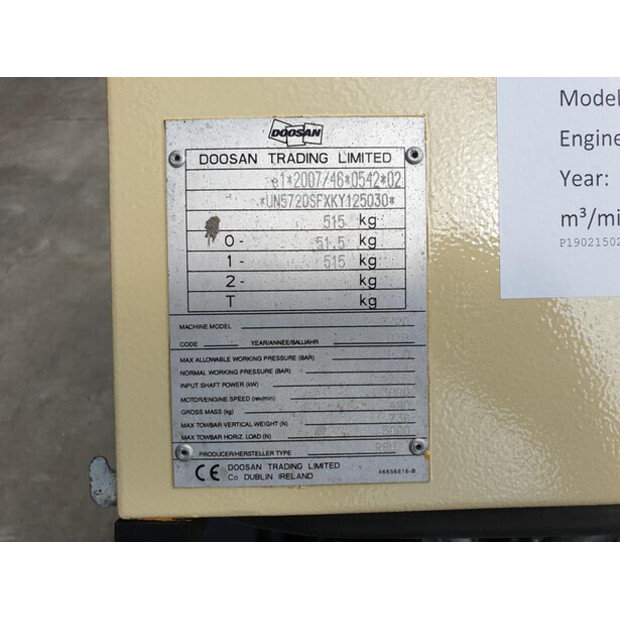 DOOSAN
DOOSAN TRADING LIMITED
e1*2007/46*0542*02
*UN5720SFXKY125030*
515 kg
0- 51.5 kg
1- 515 kg
2- kg
T kg
MACHINE MODEL
CODE YEAR/ANNEE/BAUJAHR
MAX ALLOWABLE WORKING PRESSURE (BAR)
NORMAL WORKING PRESSURE (BAR)
INPUT SHAFT POWER (kW)
MOTOR/ENGINE SPEED (rev/min)
GROSS MASS (kg)
MAX TOWBAR VERTICAL WEIGHT (N)
MAX TOWBAR HORIZ. LOAD (N)
PRODUCER/HERSTELLER TYPE
CE DOOSAN TRADING LIMITED
Co DUBLIN IRELAND
Model
Engine
Year:
m³/mi
P19021502